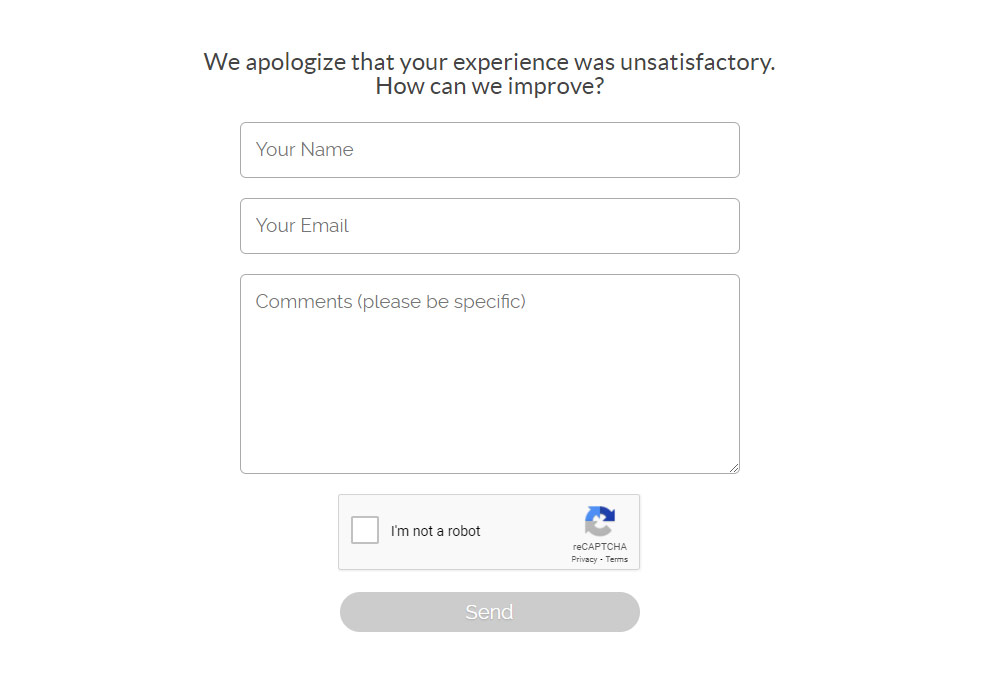 We apologize that your experience was unsatisfactory.
How can we improve?
Your Name
Your Email
Comments (please be specific)
I'm not a robot
reCAPTCHA
Privacy - Terms
Send